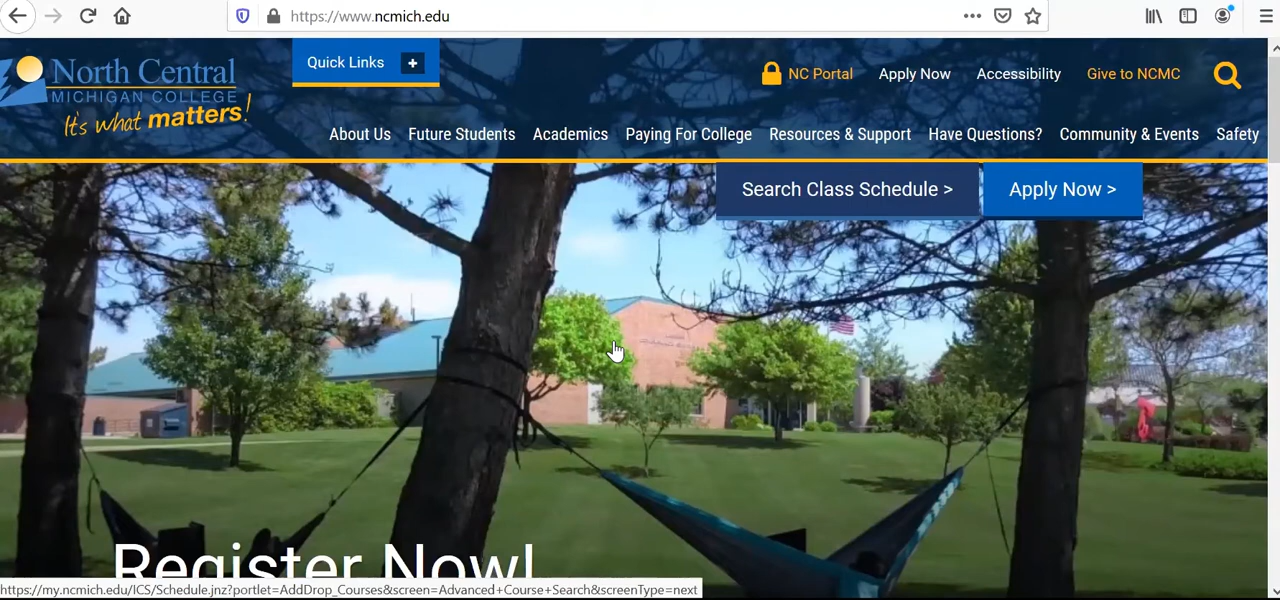 https://www.ncmich.edu
Quick Links +
North Central
MICHIGAN COLLEGE
It's what matters!
NC Portal
Apply Now
Accessibility
Give to NCMC
About Us
Future Students
Academics
Paying For College
Resources & Support
Have Questions?
Community & Events
Safety
Search Class Schedule >
Apply Now >
Register Now!
https://my.ncmich.edu/ICS/Schedule.jnz?portlet=AddDrop_Courses&screen=Advanced+Course+Search&screenType=next